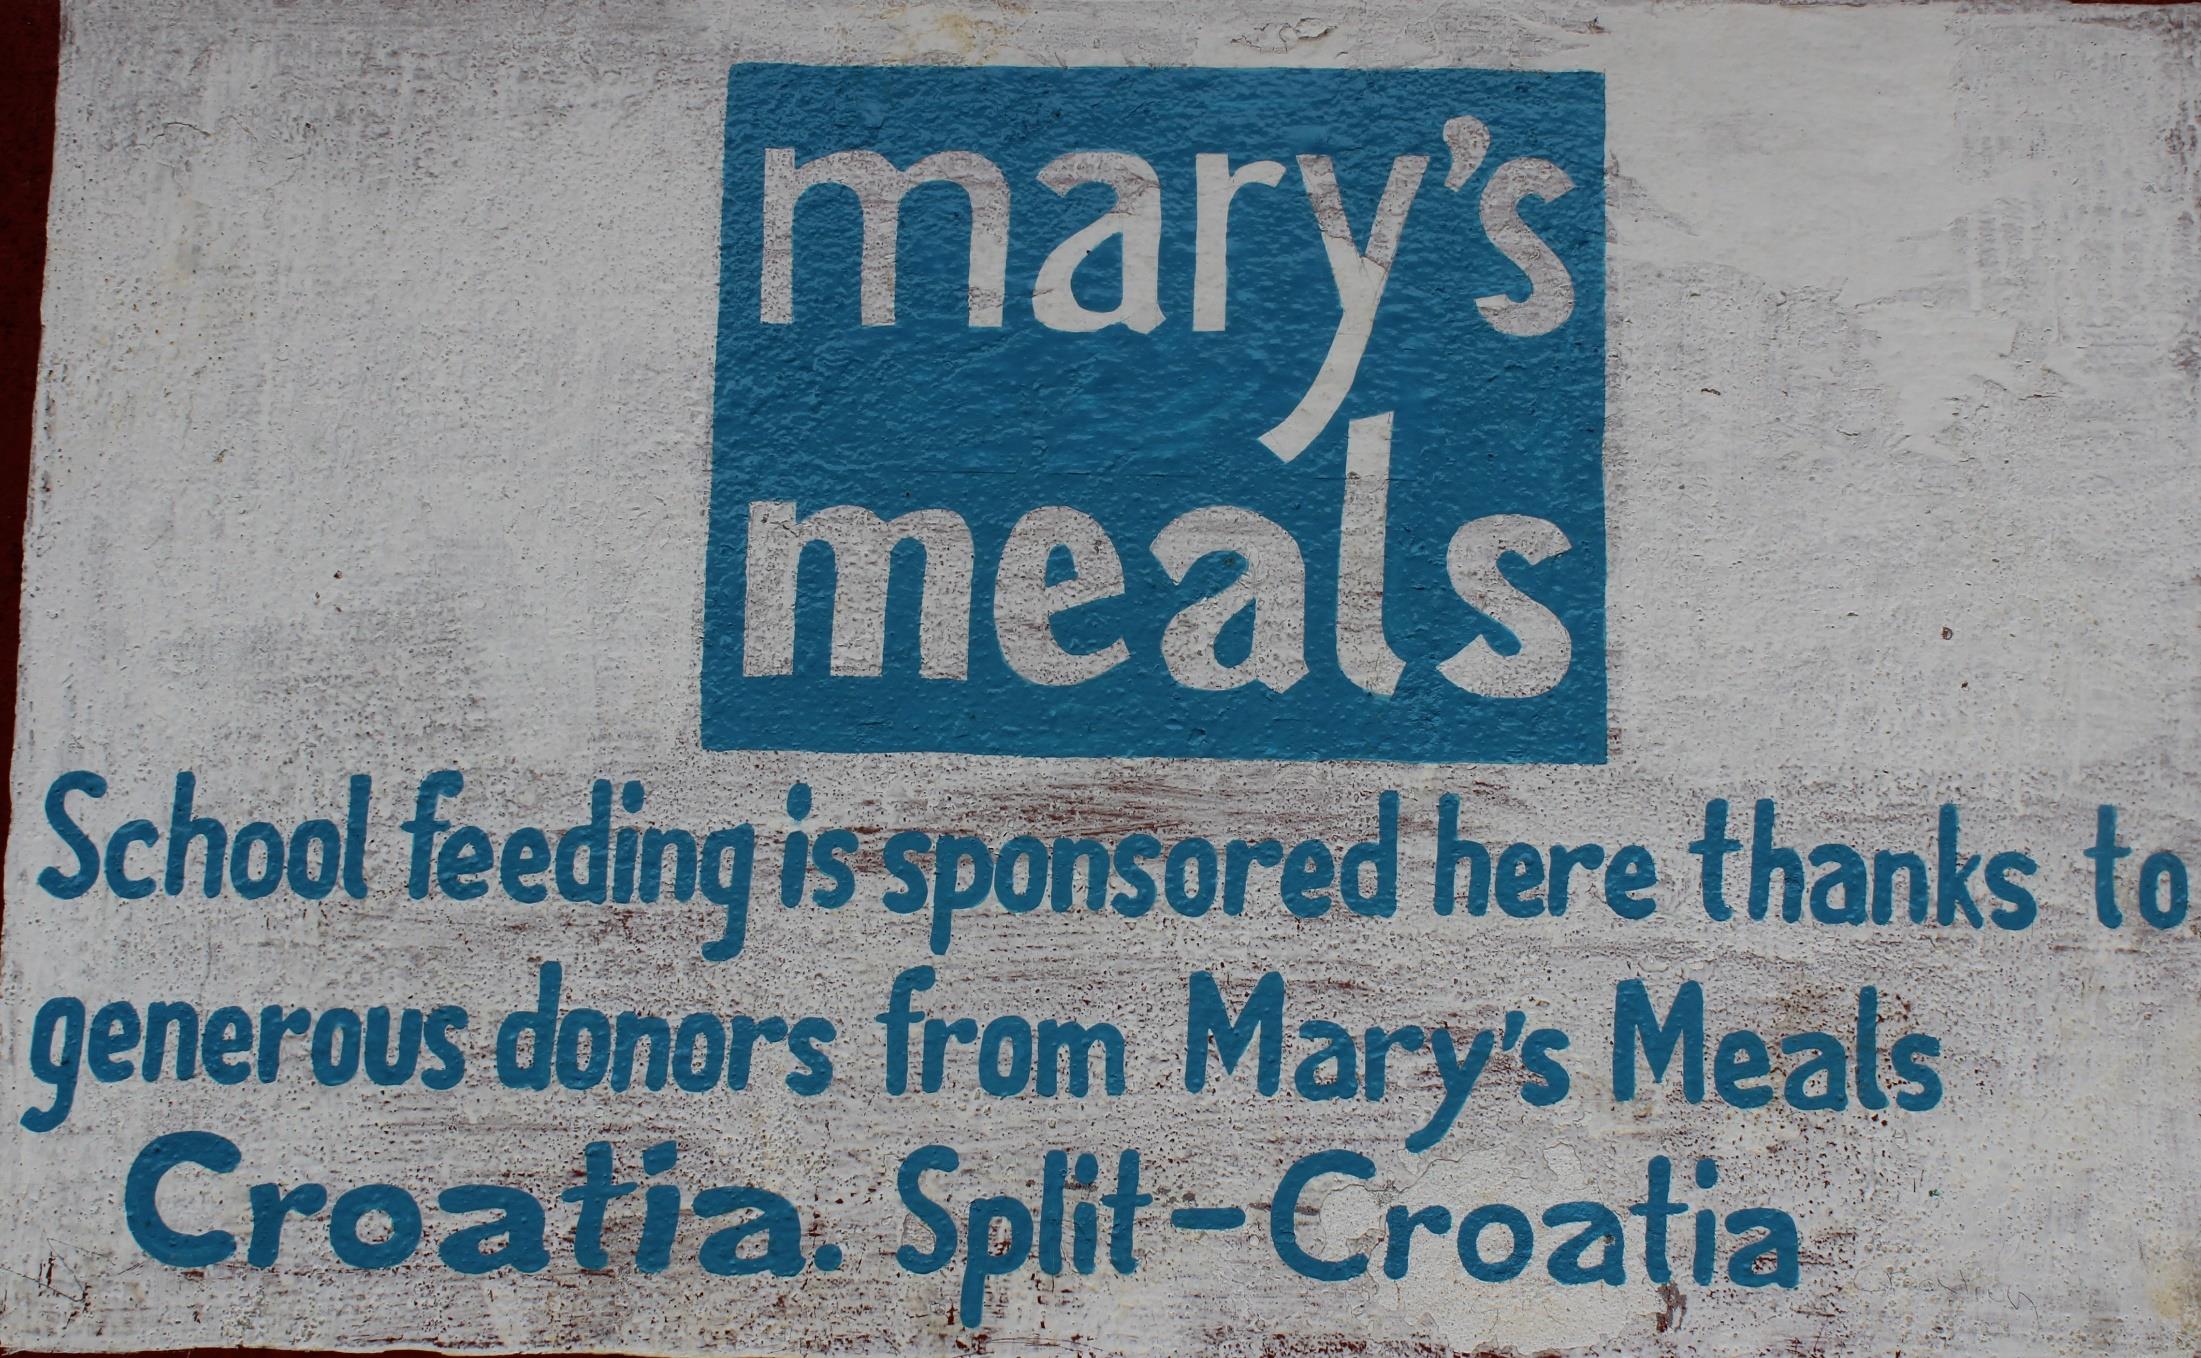 mary's
meals
School feeding is sponsored here thanks to
generous donors from Mary's Meals
Croatia. Split-Croatia